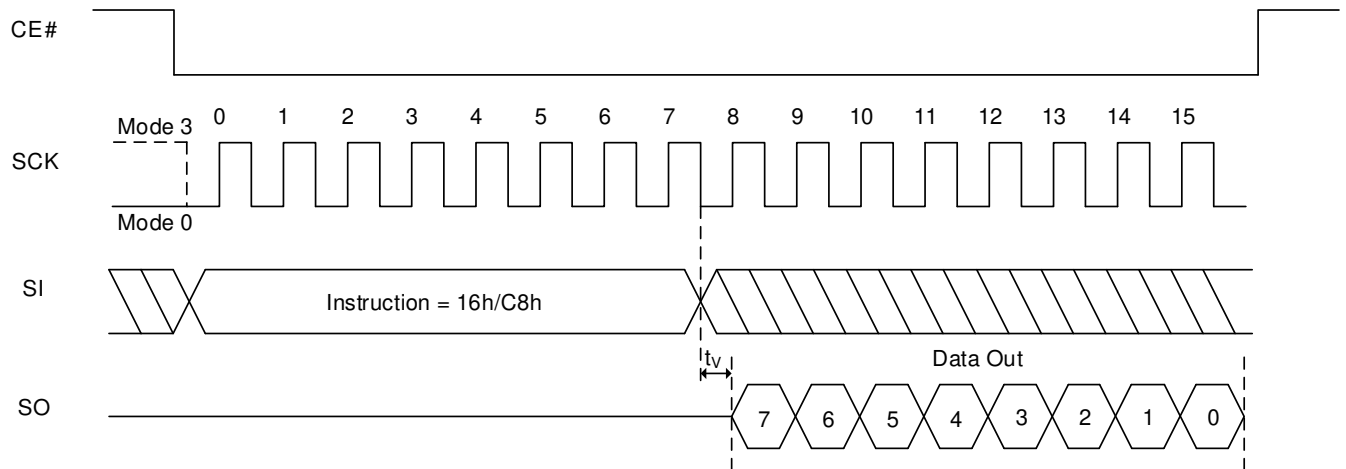 CE#
Mode 3
0 1 2 3 4 5 6 7 8 9 10 11 12 13 14 15
SCK
Mode 0
SI
Instruction = 16h/C8h
tV
Data Out
SO
7 6 5 4 3 2 1 0